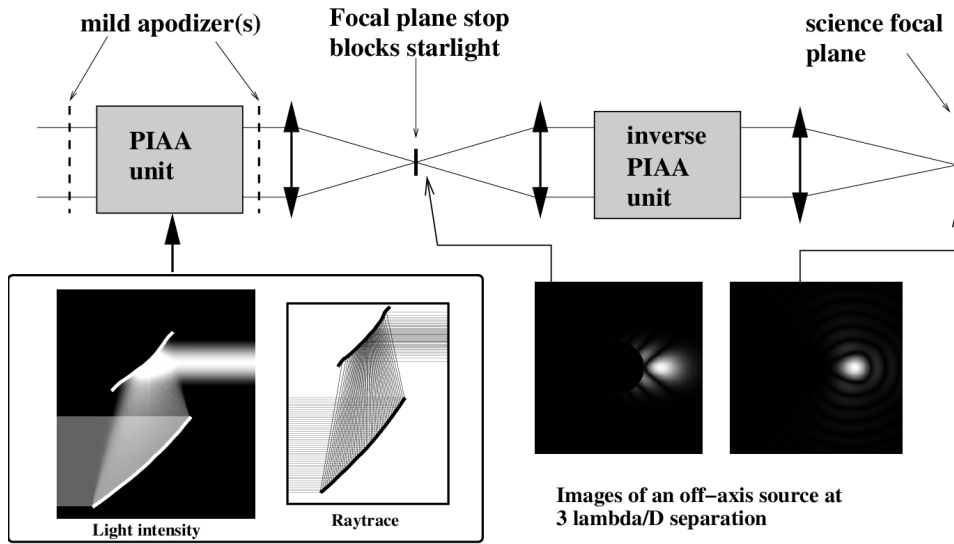 mild apodizer(s)
Focal plane stop
blocks starlight
science focal
plane
PIAA
unit
inverse
PIAA
unit
Light intensity
Raytrace
Images of an off−axis source at
3 lambda/D separation